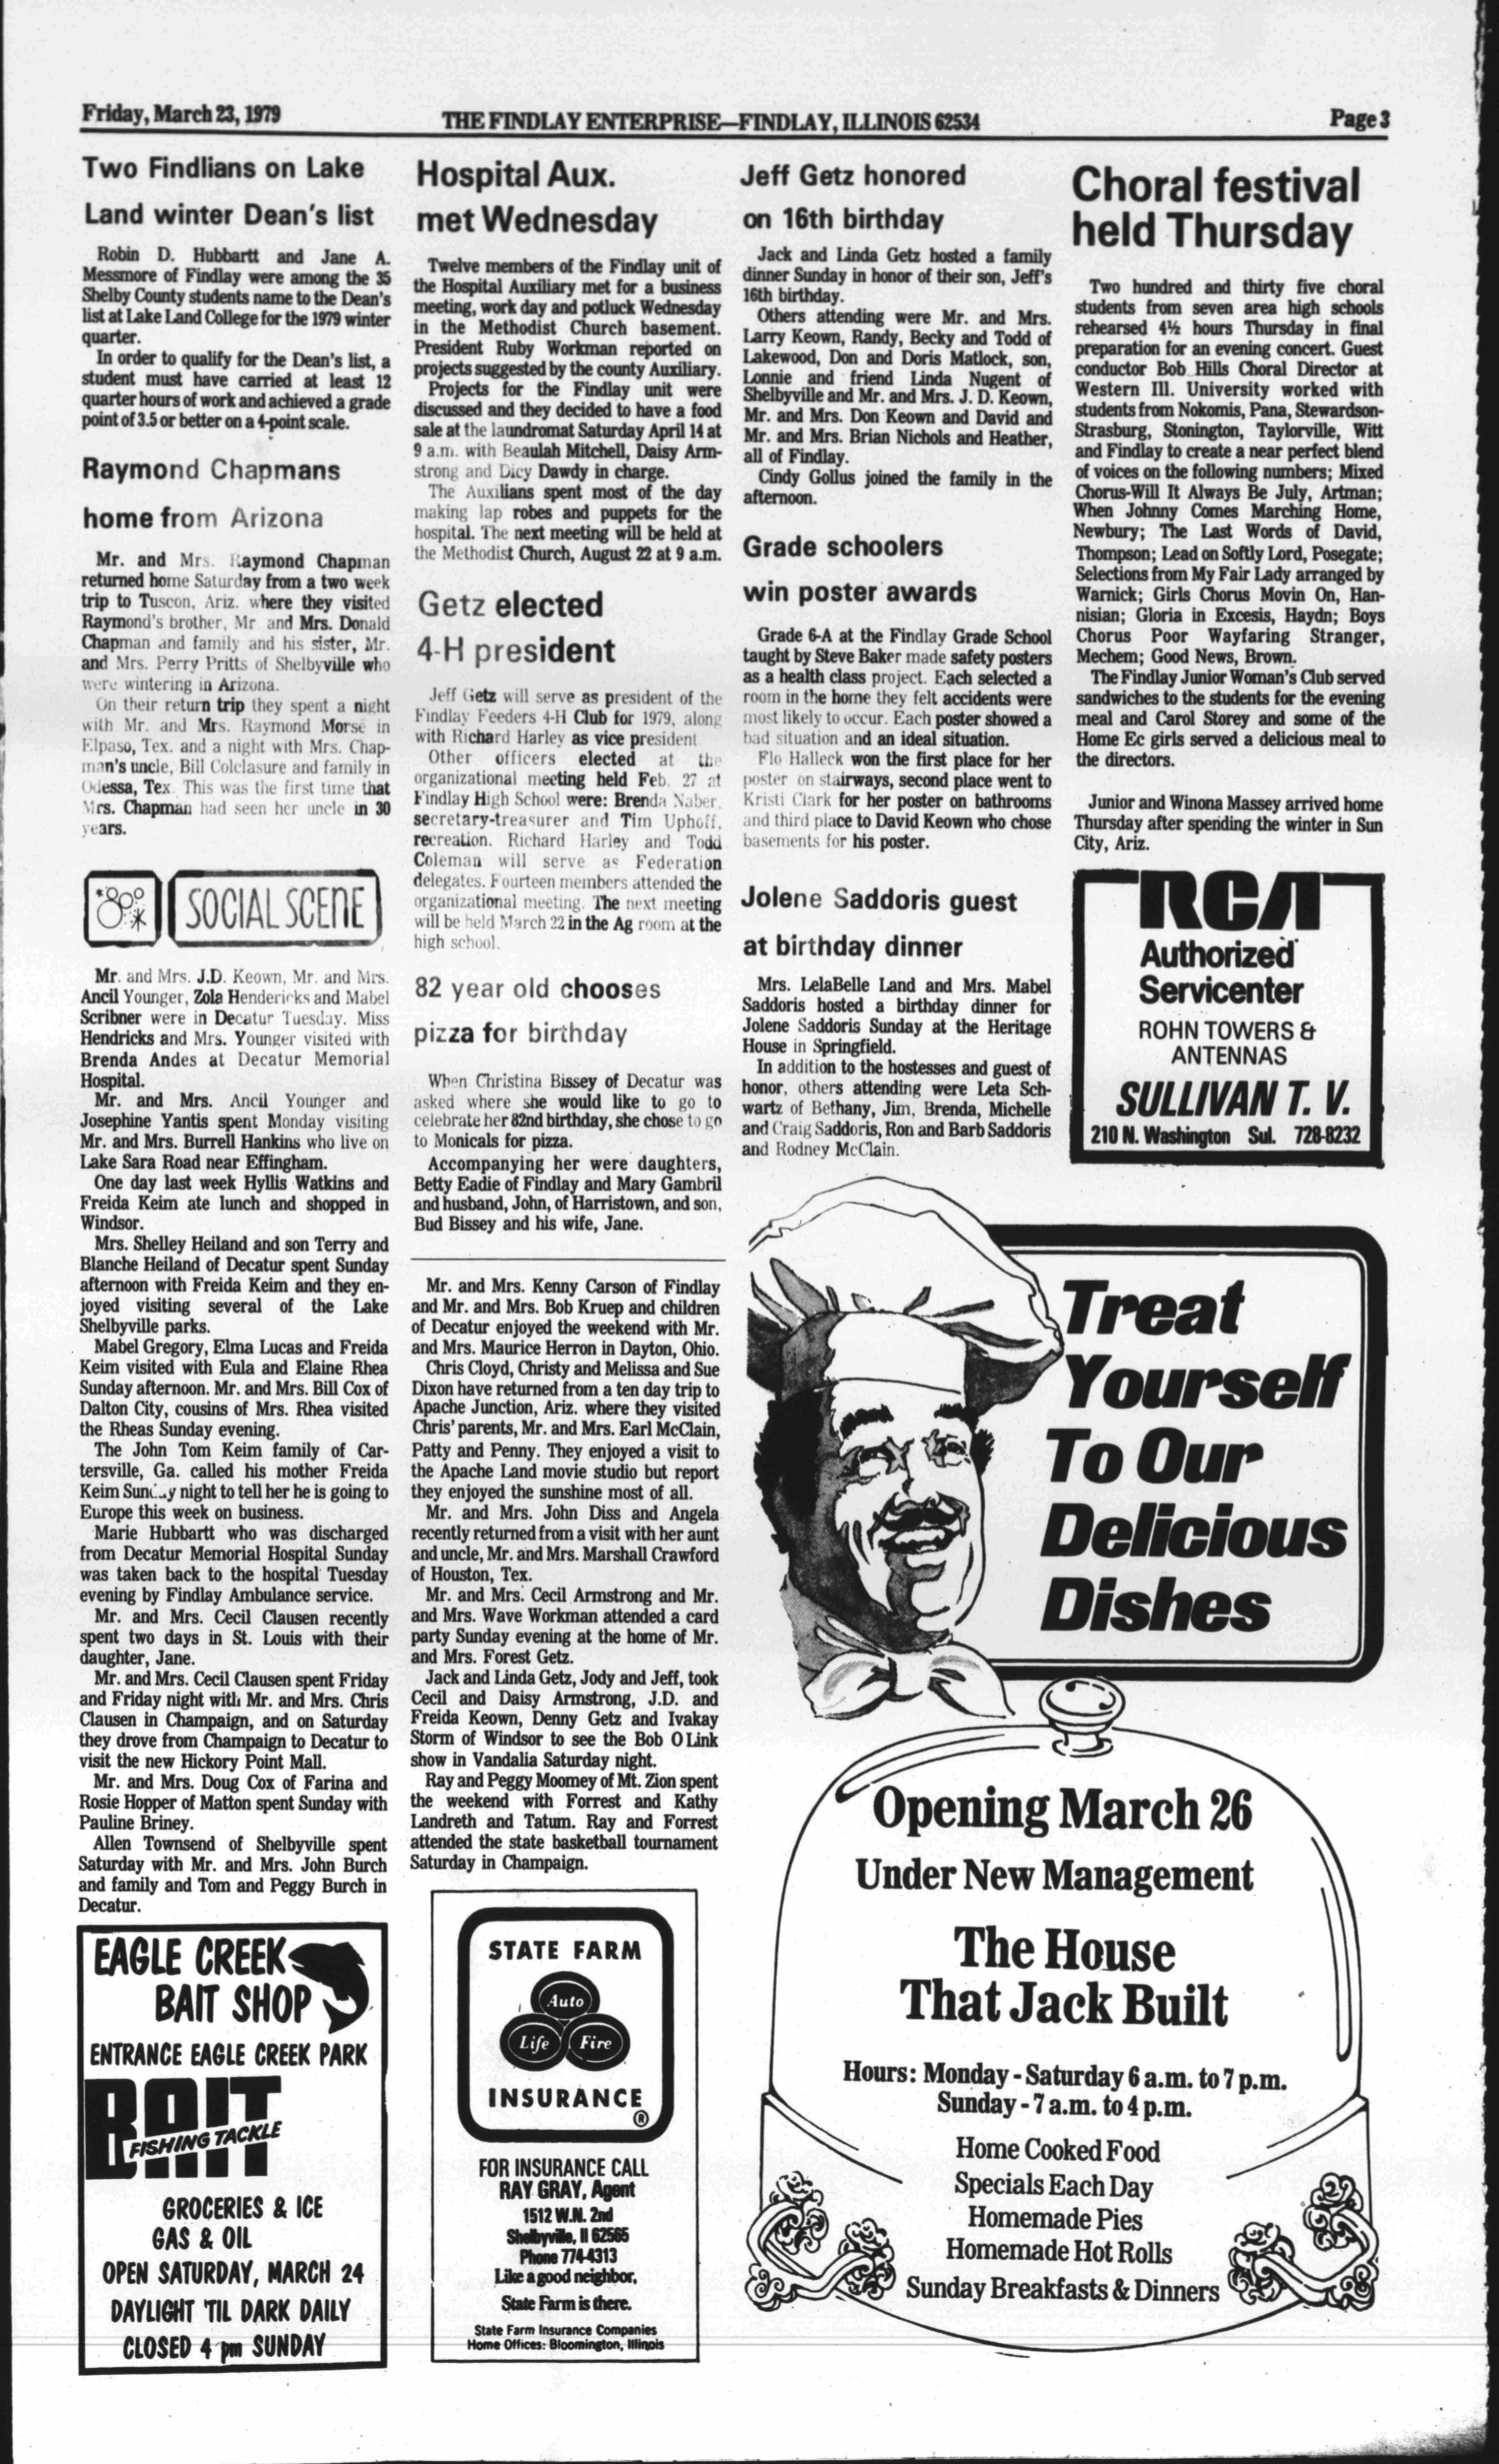 Friday, March 23, 1979
THE FINDLAY ENTERPRISE—FINDLAY, ILLINOIS 62534
Page 3
Two Findlians on Lake
Land winter Dean's list
Robin D. Hubbartt and Jane A.
Messmore of Findlay were among the 35
Shelby County students name to the Dean's
list at Lake Land College for the 1979 winter
quarter.
In order to qualify for the Dean's list, a
student must have carried at least 12
quarter hours of work and achieved a grade
point of 3.5 or better on a 4-point scale.
Raymond Chapmans
home from Arizona
Mr. and Mrs. Raymond Chapman
returned home Saturday from a two week
trip to Tuscon, Ariz. where they visited
Raymond's brother, Mr and Mrs. Donald
Chapman and family and his sister, Mr.
and Mrs. Perry Pritts of Shelbyville who
were wintering in Arizona.
On their return trip they spent a night
with Mr. and Mrs. Raymond Morse in
Elpaso, Tex. and a night with Mrs. Chap-
man's uncle, Bill Colclasure and family in
Odessa, Tex. This was the first time that
Mrs. Chapman had seen her uncle in 30
years.
SOCIAL SCENE
Mr. and Mrs. J.D. Keown, Mr. and Mrs.
Ancil Younger, Zola Hendericks and Mabel
Scribner were in Decatur Tuesday. Miss
Hendricks and Mrs. Younger visited with
Brenda Andes at Decatur Memorial
Hospital.
Mr. and Mrs. Ancil Younger and
Josephine Yantis spent Monday visiting
Mr. and Mrs. Burrell Hankins who live on
Lake Sara Road near Effingham.
One day last week Hyllis Watkins and
Freida Keim ate lunch and shopped in
Windsor.
Mrs. Shelley Heiland and son Terry and
Blanche Heiland of Decatur spent Sunday
afternoon with Freida Keim and they en-
joyed visiting several of the Lake
Shelbyville parks.
Mabel Gregory, Elma Lucas and Freida
Keim visited with Eula and Elaine Rhea
Sunday afternoon. Mr. and Mrs. Bill Cox of
Dalton City, cousins of Mrs. Rhea visited
the Rheas Sunday evening.
The John Tom Keim family of Car-
tersville, Ga. called his mother Freida
Keim Sunday night to tell her he is going to
Europe this week on business.
Marie Hubbartt who was discharged
from Decatur Memorial Hospital Sunday
was taken back to the hospital Tuesday
evening by Findlay Ambulance service.
Mr. and Mrs. Cecil Clausen recently
spent two days in St. Louis with their
daughter, Jane.
Mr. and Mrs. Cecil Clausen spent Friday
and Friday night with Mr. and Mrs. Chris
Clausen in Champaign, and on Saturday
they drove from Champaign to Decatur to
visit the new Hickory Point Mall.
Mr. and Mrs. Doug Cox of Farina and
Rosie Hopper of Matton spent Sunday with
Pauline Briney.
Allen Townsend of Shelbyville spent
Saturday with Mr. and Mrs. John Burch
and family and Tom and Peggy Burch in
Decatur.
EAGLE CREEK
BAIT SHOP
ENTRANCE EAGLE CREEK PARK
BAIT
FISHING TACKLE
GROCERIES & ICE
GAS & OIL
OPEN SATURDAY, MARCH 24
DAYLIGHT 'TIL DARK DAILY
CLOSED 4 pm SUNDAY
Hospital Aux.
met Wednesday
Twelve members of the Findlay unit of
the Hospital Auxiliary met for a business
meeting, work day and potluck Wednesday
in the Methodist Church basement.
President Ruby Workman reported on
projects suggested by the county Auxiliary.
Projects for the Findlay unit were
discussed and they decided to have a food
sale at the laundromat Saturday April 14 at
9 a.m. with Beaulah Mitchell, Daisy Arm-
strong and Dicy Dawdy in charge.
The Auxilians spent most of the day
making lap robes and puppets for the
hospital. The next meeting will be held at
the Methodist Church, August 22 at 9 a.m.
Getz elected
4-H president
Jeff Getz will serve as president of the
Findlay Feeders 4-H Club for 1979, along
with Richard Harley as vice president
Other officers elected at the
organizational meeting held Feb. 27 at
Findlay High School were: Brenda Naber,
secretary-treasurer and Tim Uphoff,
recreation. Richard Harley and Todd
Coleman will serve as Federation
delegates. Fourteen members attended the
organizational meeting. The next meeting
will be held March 22 in the Ag room at the
high school.
82 year old chooses
pizza for birthday
When Christina Bissey of Decatur was
asked where she would like to go to
celebrate her 82nd birthday, she chose to go
to Monicals for pizza.
Accompanying her were daughters,
Betty Eadie of Findlay and Mary Gambril
and husband, John, of Harristown, and son,
Bud Bissey and his wife, Jane.
Mr. and Mrs. Kenny Carson of Findlay
and Mr. and Mrs. Bob Kruep and children
of Decatur enjoyed the weekend with Mr.
and Mrs. Maurice Herron in Dayton, Ohio.
Chris Cloyd, Christy and Melissa and Sue
Dixon have returned from a ten day trip to
Apache Junction, Ariz. where they visited
Chris' parents, Mr. and Mrs. Earl McClain,
Patty and Penny. They enjoyed a visit to
the Apache Land movie studio but report
they enjoyed the sunshine most of all.
Mr. and Mrs. John Diss and Angela
recently returned from a visit with her aunt
and uncle, Mr. and Mrs. Marshall Crawford
of Houston, Tex.
Mr. and Mrs. Cecil Armstrong and Mr.
and Mrs. Wave Workman attended a card
party Sunday evening at the home of Mr.
and Mrs. Forest Getz.
Jack and Linda Getz, Jody and Jeff, took
Cecil and Daisy Armstrong, J.D. and
Freida Keown, Denny Getz and Ivakay
Storm of Windsor to see the Bob O Link
show in Vandalia Saturday night.
Ray and Peggy Moomey of Mt. Zion spent
the weekend with Forrest and Kathy
Landreth and Tatum. Ray and Forrest
attended the state basketball tournament
Saturday in Champaign.
STATE FARM
Auto
Life Fire
INSURANCE
®
FOR INSURANCE CALL
RAY GRAY, Agent
1512 W.N. 2nd
Shelbyville, Il 62565
Phone 774-4313
Like a good neighbor,
State Farm is there.
State Farm Insurance Companies
Home Offices: Bloomington, Illinois
Jeff Getz honored
on 16th birthday
Jack and Linda Getz hosted a family
dinner Sunday in honor of their son, Jeff's
16th birthday.
Others attending were Mr. and Mrs.
Larry Keown, Randy, Becky and Todd of
Lakewood, Don and Doris Matlock, son,
Lonnie and friend Linda Nugent of
Shelbyville and Mr. and Mrs. J. D. Keown,
Mr. and Mrs. Don Keown and David and
Mr. and Mrs. Brian Nichols and Heather,
all of Findlay.
Cindy Gollus joined the family in the
afternoon.
Grade schoolers
win poster awards
Grade 6-A at the Findlay Grade School
taught by Steve Baker made safety posters
as a health class project. Each selected a
room in the home they felt accidents were
most likely to occur. Each poster showed a
bad situation and an ideal situation.
Flo Halleck won the first place for her
poster on stairways, second place went to
Kristi Clark for her poster on bathrooms
and third place to David Keown who chose
basements for his poster.
Jolene Saddoris guest
at birthday dinner
Mrs. LelaBelle Land and Mrs. Mabel
Saddoris hosted a birthday dinner for
Jolene Saddoris Sunday at the Heritage
House in Springfield.
In addition to the hostesses and guest of
honor, others attending were Leta Sch-
wartz of Bethany, Jim, Brenda, Michelle
and Craig Saddoris, Ron and Barb Saddoris
and Rodney McClain.
Choral festival
held Thursday
Two hundred and thirty five choral
students from seven area high schools
rehearsed 4½ hours Thursday in final
preparation for an evening concert. Guest
conductor Bob Hills Choral Director at
Western Ill. University worked with
students from Nokomis, Pana, Stewardson-
Strasburg, Stonington, Taylorville, Witt
and Findlay to create a near perfect blend
of voices on the following numbers; Mixed
Chorus-Will It Always Be July, Artman;
When Johnny Comes Marching Home,
Newbury; The Last Words of David,
Thompson; Lead on Softly Lord, Posegate;
Selections from My Fair Lady arranged by
Warnick; Girls Chorus Movin On, Han-
nisian; Gloria in Excesis, Haydn; Boys
Chorus Poor Wayfaring Stranger,
Mechem; Good News, Brown.
The Findlay Junior Woman's Club served
sandwiches to the students for the evening
meal and Carol Storey and some of the
Home Ec girls served a delicious meal to
the directors.
Junior and Winona Massey arrived home
Thursday after spending the winter in Sun
City, Ariz.
RCA
Authorized
Servicenter
ROHN TOWERS &
ANTENNAS
SULLIVAN T. V.
210 N. Washington Sul. 728-8232
Treat
Yourself
To Our
Delicious
Dishes
Opening March 26
Under New Management
The House
That Jack Built
Hours: Monday - Saturday 6 a.m. to 7 p.m.
Sunday - 7 a.m. to 4 p.m.
Home Cooked Food
Specials Each Day
Homemade Pies
Homemade Hot Rolls
Sunday Breakfasts & Dinners